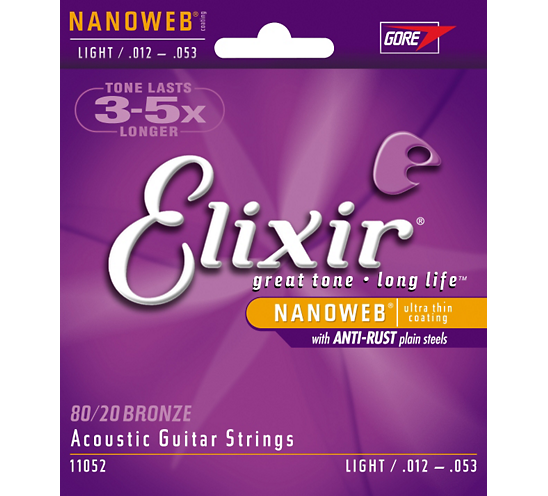 NANOWEB® coating
LIGHT / .012 — .053
GORE
TONE LASTS
3-5x
LONGER
Elixir®
great tone • long life™
NANOWEB® ultra thin coating
with ANTI-RUST plain steels
80/20 BRONZE
Acoustic Guitar Strings
11052 LIGHT / .012 — .053